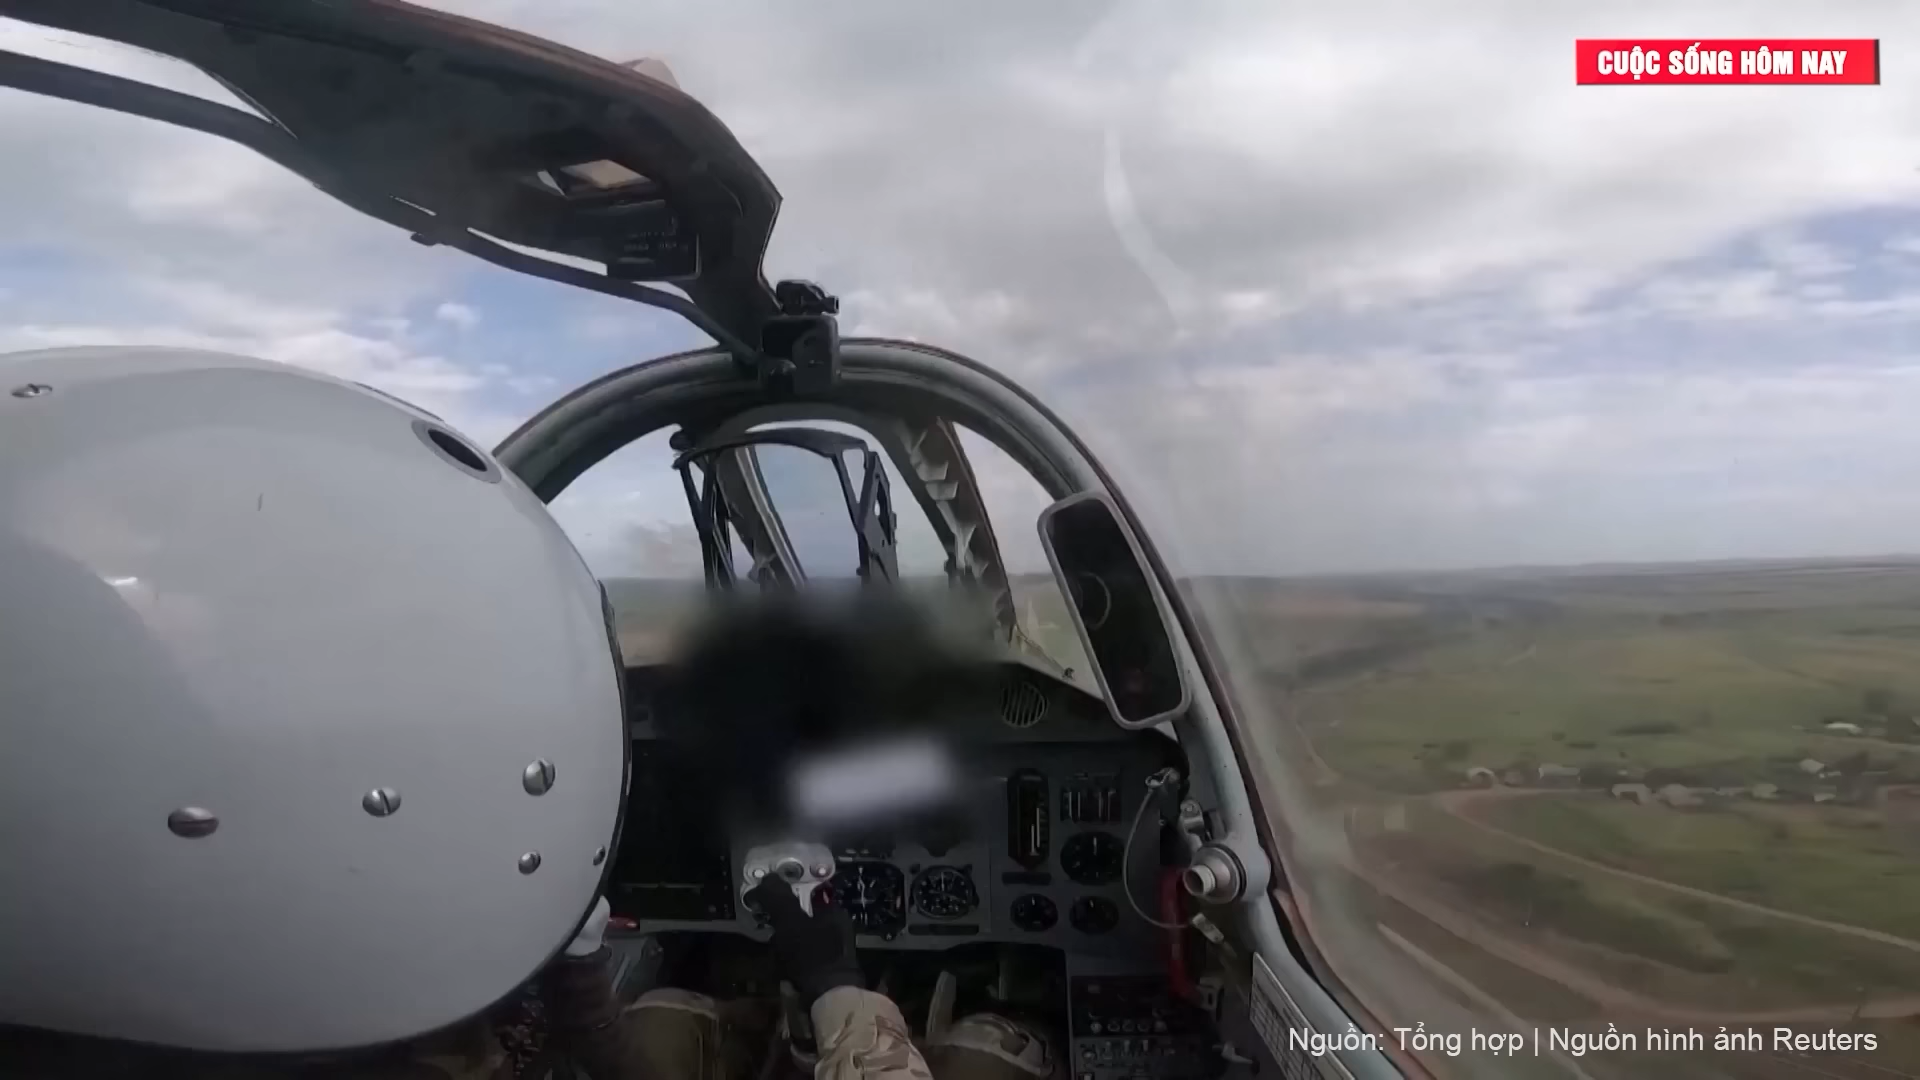 CUỘC SỐNG HÔM NAY
Nguồn: Tổng hợp | Nguồn hình ảnh Reuters